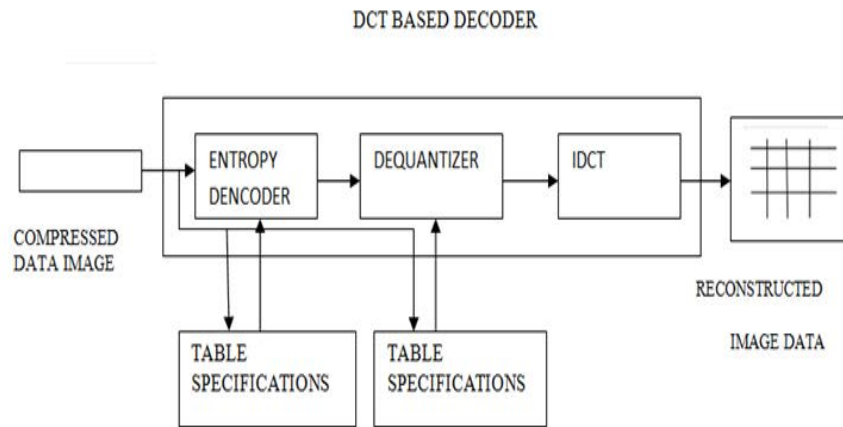 DCT BASED DECODER
ENTROPY
DENCODER
DEQUANTIZER
IDCT
COMPRESSED
DATA IMAGE
RECONSTRUCTED
IMAGE DATA
TABLE
SPECIFICATIONS
TABLE
SPECIFICATIONS